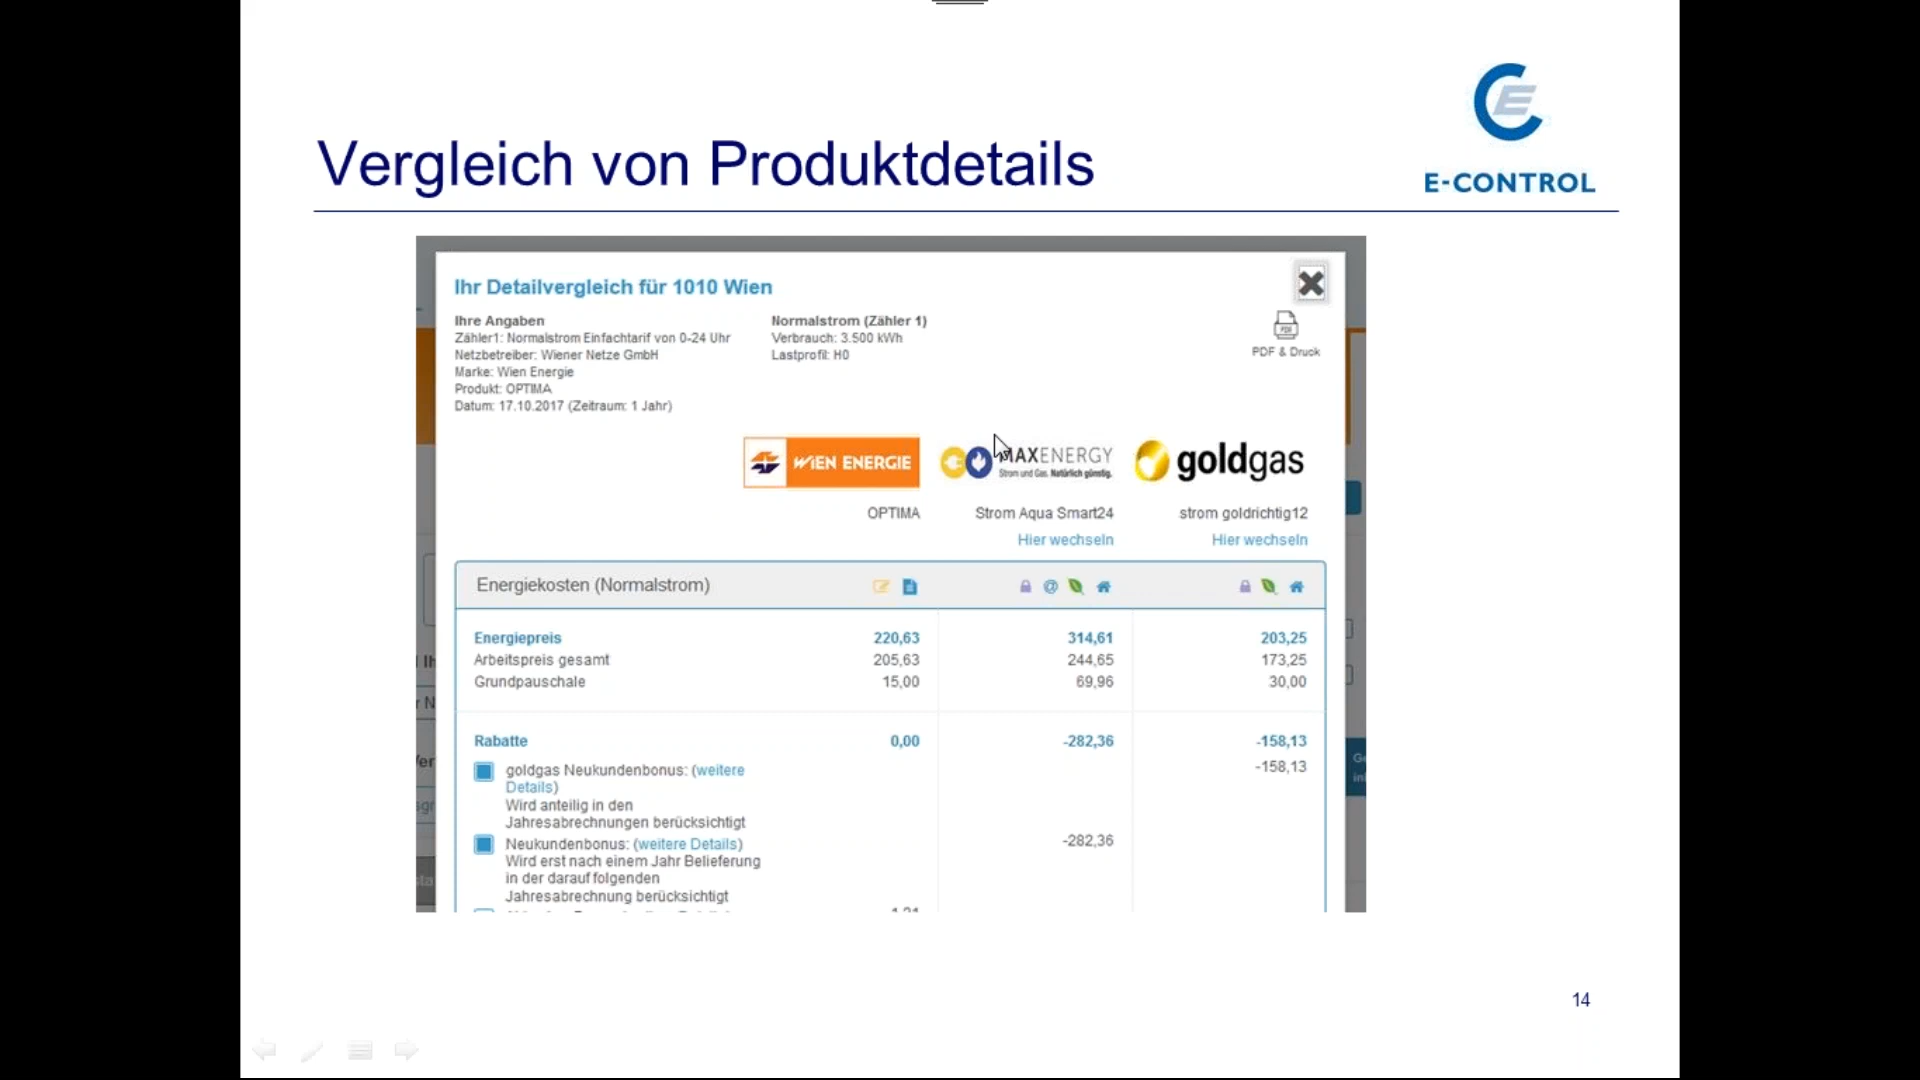 Vergleich von Produktdetails
E-CONTROL
Ihr Detailvergleich für 1010 Wien
Ihre Angaben
Zähler1: Normalstrom Einfachtarif von 0-24 Uhr
Netzbetreiber: Wiener Netze GmbH
Marke: Wien Energie
Produkt: OPTIMA
Datum: 17.10.2017 (Zeitraum: 1 Jahr)
Normalstrom (Zähler 1)
Verbrauch: 3.500 kWh
Lastprofil: H0
PDF
PDF & Druck
WIEN ENERGIE
MAXENERGY
Strom und Gas. Natürlich günstig.
goldgas
OPTIMA Strom Aqua Smart24 strom goldrichtig12
Hier wechseln Hier wechseln
Energiekosten (Normalstrom)
Energiepreis 220,63 314,61 203,25
Arbeitspreis gesamt 205,63 244,65 173,25
Grundpauschale 15,00 69,96 30,00
Rabatte 0,00 -282,36 -158,13
goldgas Neukundenbonus: (weitere -158,13
Details)
Wird anteilig in den
Jahresabrechnungen berücksichtigt
Neukundenbonus: (weitere Details) -282,36
Wird erst nach einem Jahr Belieferung
in der darauf folgenden
Jahresabrechnung berücksichtigt
14